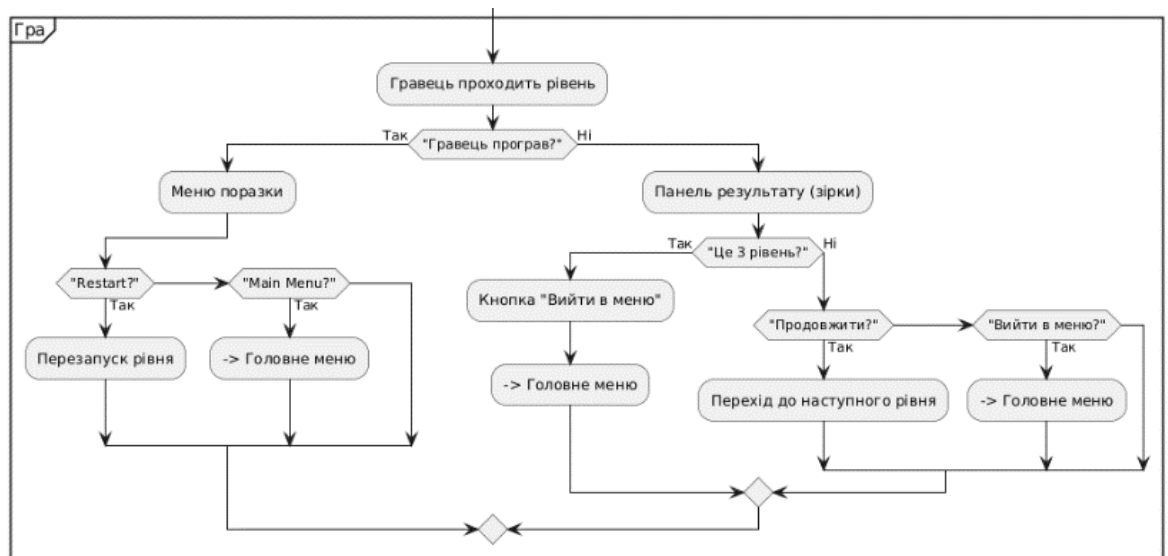 Гра
Гравець проходить рівень
Так
"Гравець програв?"
Ні
Меню поразки
Панель результату (зірки)
Так
"Це 3 рівень?"
Ні
"Restart?"
"Main Menu?"
Так
Так
Кнопка "Вийти в меню"
"Продовжити?"
"Вийти в меню?"
Так
Так
Перезапуск рівня
-> Головне меню
-> Головне меню
Перехід до наступного рівня
-> Головне меню